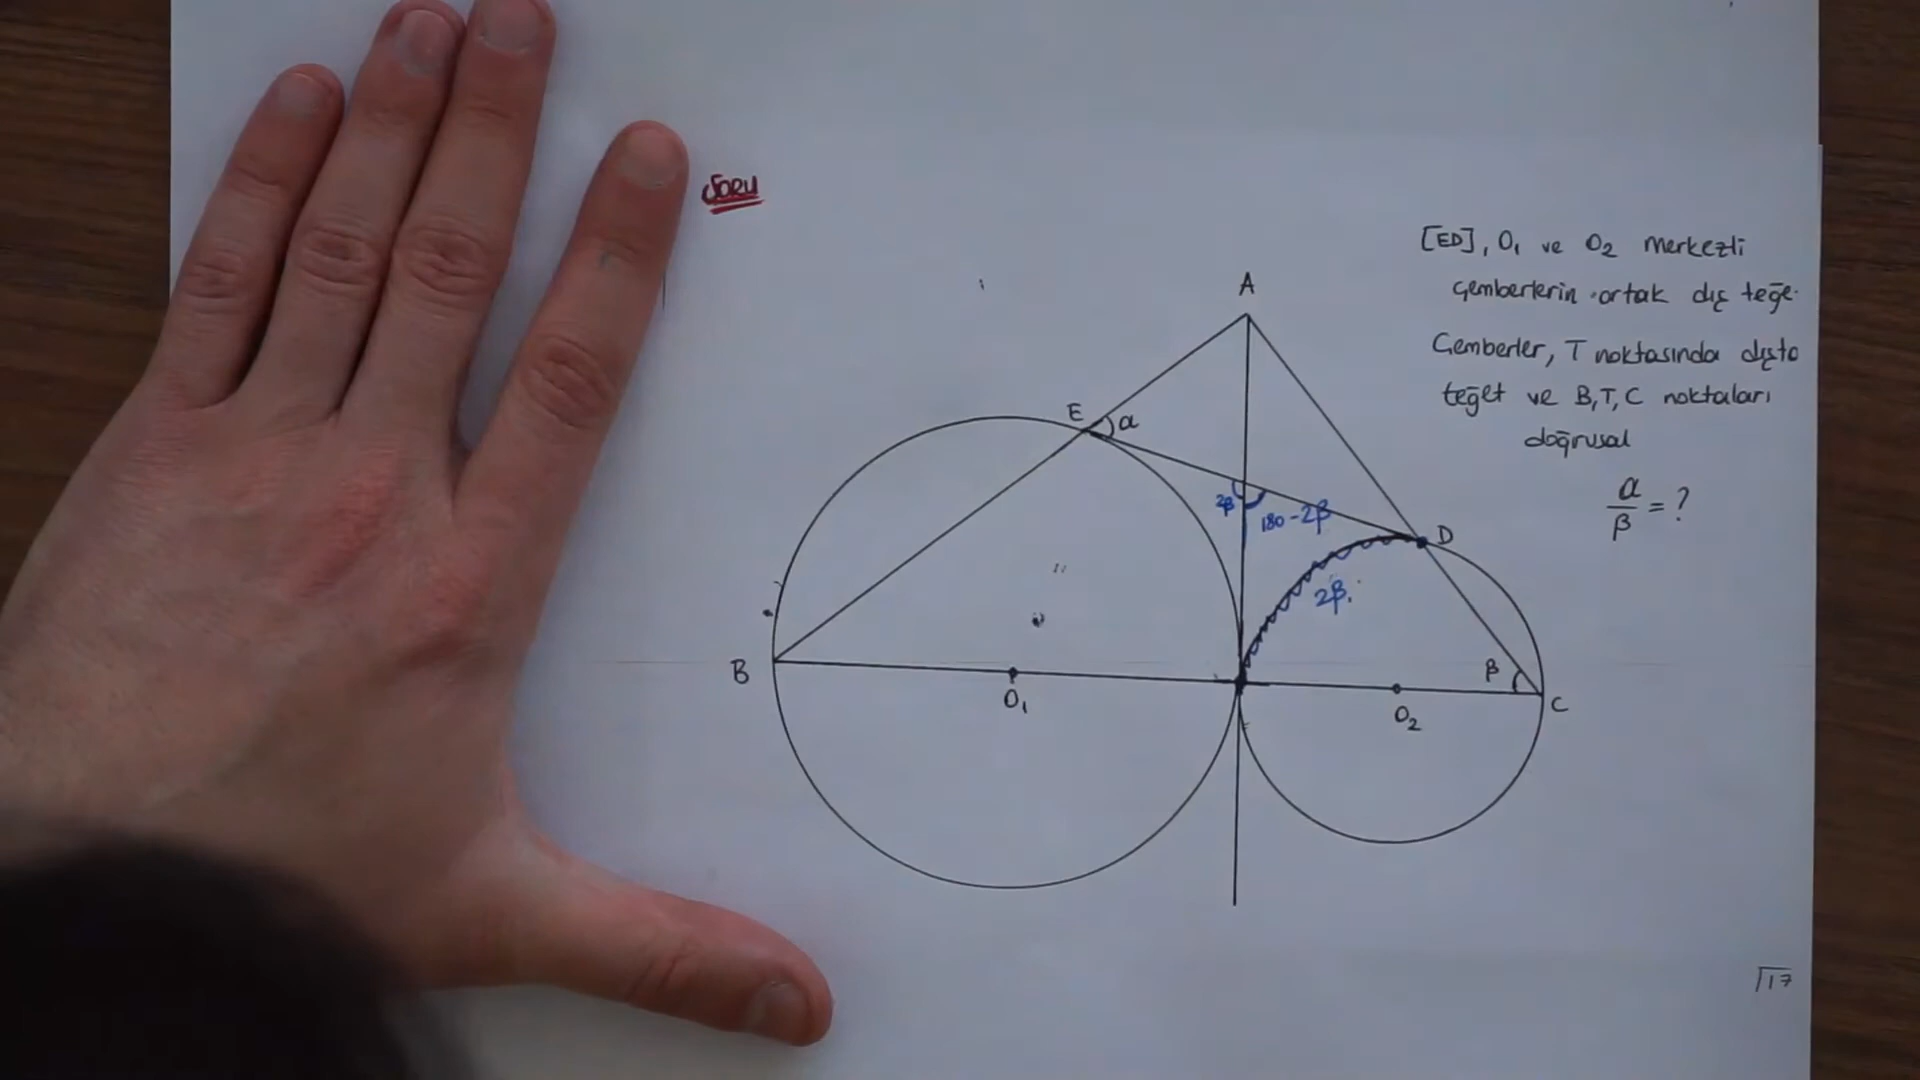 Soru
[ED], O₁ ve O₂ merkezli
çemberlerin ortak dış teğe
Çemberler, T noktasında dışta
teğet ve B,T,C noktaları
doğrusal
α/β = ?
A
E
α
2β
180-2β
D
2β.
B
O₁
O₂
β
C
√17